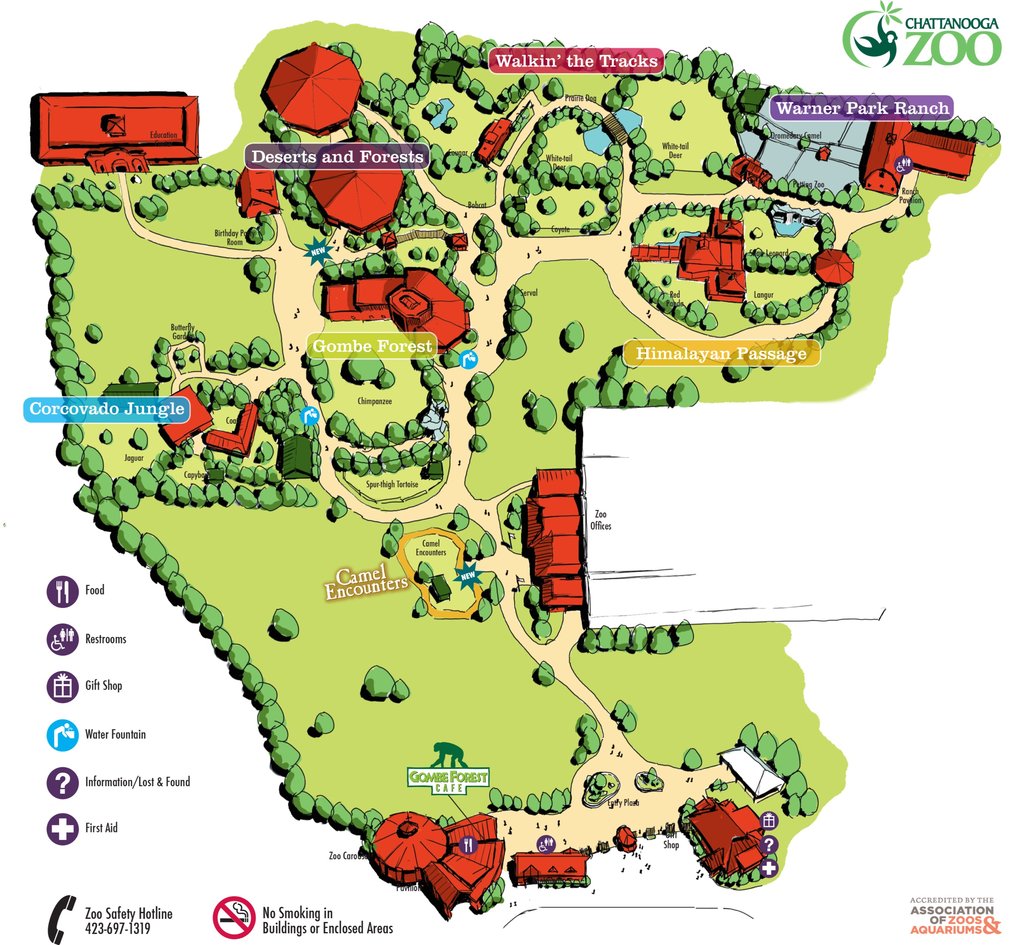 CHATTANOOGA
ZOO
Walkin' the Tracks
Prairie Dog
Warner Park Ranch
Education
Dromedary Camel
Deserts and Forests
Cougar
White-tail
White-tail
Deer
Petting Zoo
Ranch
Pavilion
Bobcat
Birthday Party
Room
NEW
Coyote
Leopard
Serval
Red
Langur
Butterfly
Garden
Gombe Forest
Himalayan Passage
Chimpanzee
Corcovado Jungle
Jaguar
Spur-thigh Tortoise
Zoo
Offices
Camel
Encounters
Camel
Encounters
NEW
Food
Restrooms
Gift Shop
Water Fountain
Information/Lost & Found
First Aid
GOMBE FOREST
CAFE
Entry Plaza
Gift
Shop
Zoo Carousel
Pavilion
Zoo Safety Hotline
423-697-1319
No Smoking in
Buildings or Enclosed Areas
ACCREDITED BY THE
ASSOCIATION
OF ZOOS
AQUARIUMS &